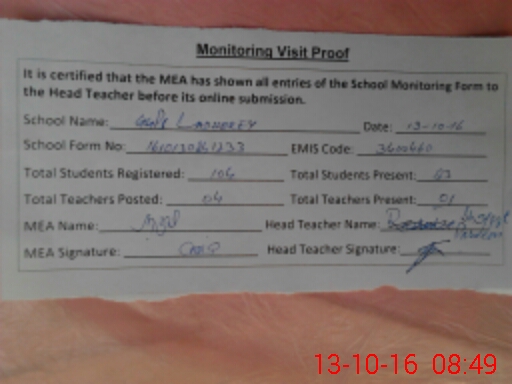 Monitoring Visit Proof
It is certified that the MEA has shown all entries of the School Monitoring Form to
the Head Teacher before its online submission.
School Name: GGPS Date: 13-10-16
School Form No: EMIS Code:
Total Students Registered: 104 Total Students Present: 93
Total Teachers Posted: 04 Total Teachers Present: 01
MEA Name: Head Teacher Name:
MEA Signature: Head Teacher Signature:
13-10-16 08:49